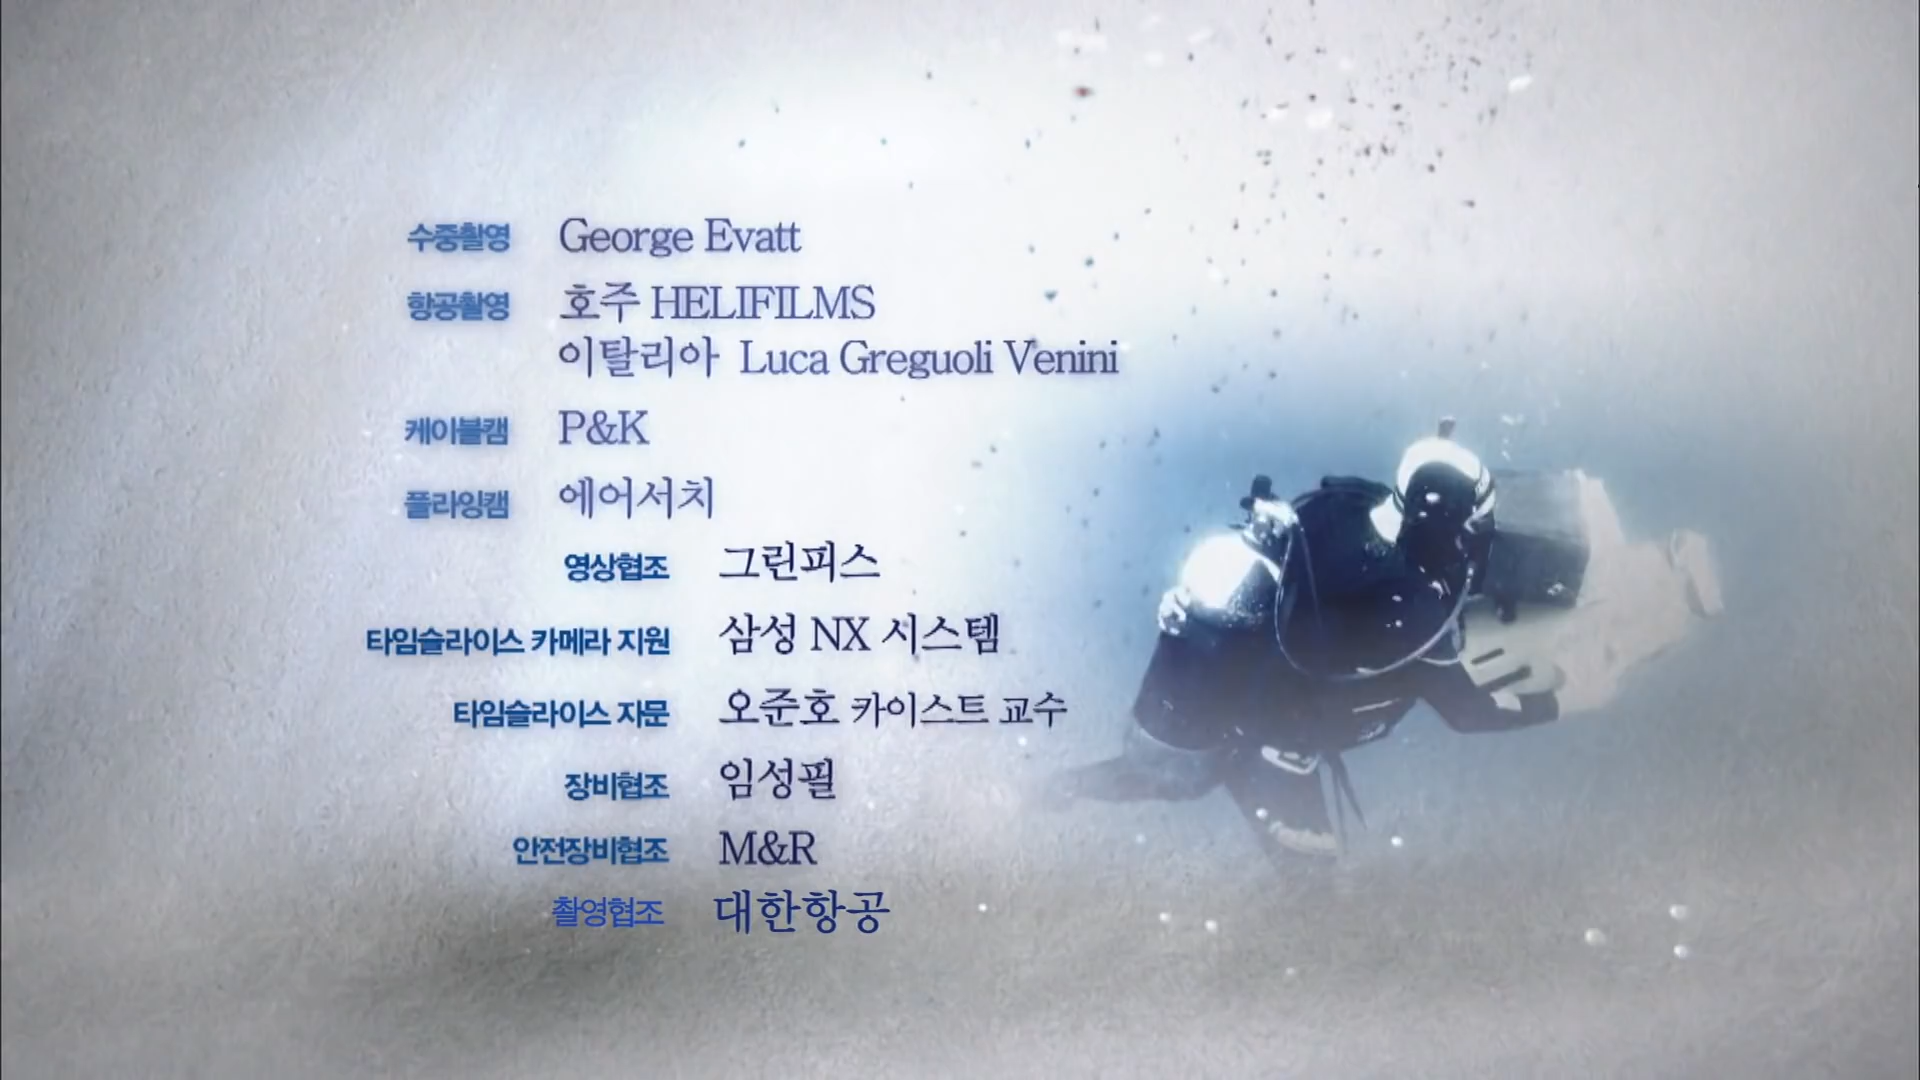 수중촬영 George Evatt
항공촬영 호주 HELIFILMS
이탈리아 Luca Greguoli Venini
케이블캠 P&K
플라잉캠 에어서치
영상협조 그린피스
타임슬라이스 카메라 지원 삼성 NX 시스템
타임슬라이스 자문 오준호 카이스트 교수
장비협조 임성필
안전장비협조 M&R
촬영협조 대한항공